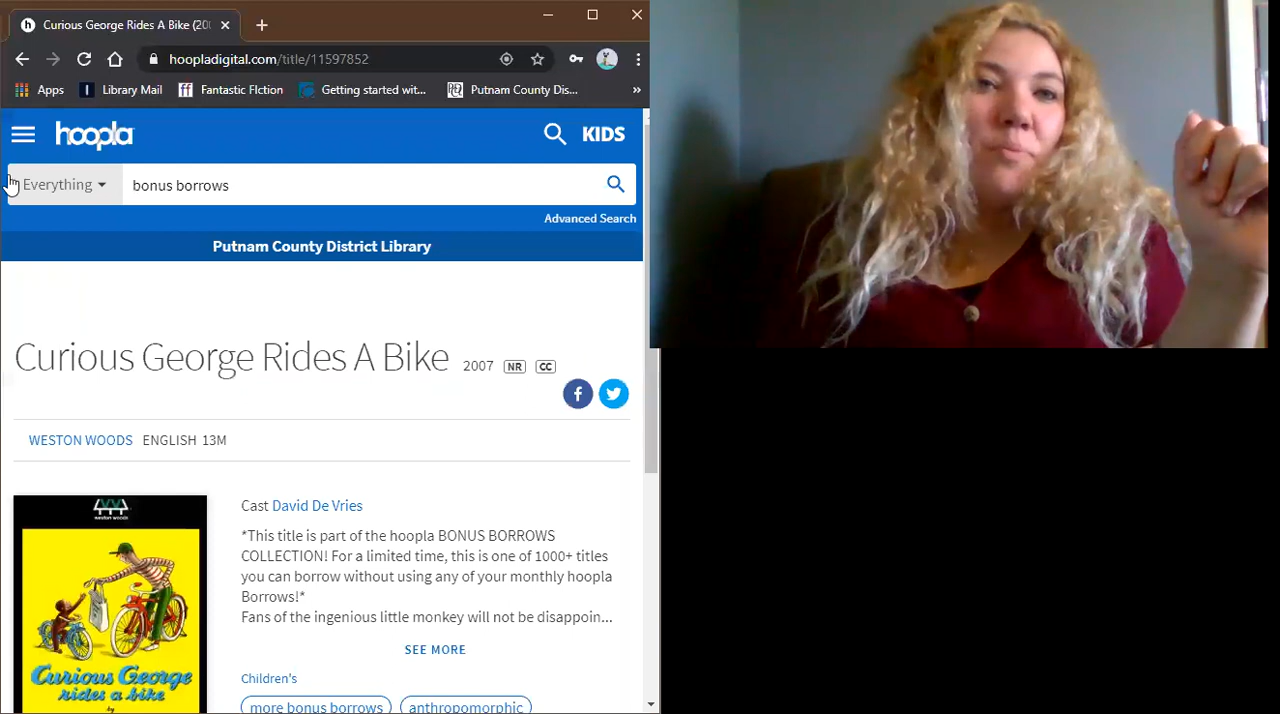 Curious George Rides A Bike (20
hoopladigital.com/title/11597852
Apps Library Mail Fantastic FIction Getting started wit... Putnam County Dis... »
hoopla KIDS
Everything bonus borrows
Advanced Search
Putnam County District Library
Curious George Rides A Bike 2007 NR CC
WESTON WOODS ENGLISH 13M
weston woods
Curious George
rides a bike
by
Cast David De Vries
*This title is part of the hoopla BONUS BORROWS
COLLECTION! For a limited time, this is one of 1000+ titles
you can borrow without using any of your monthly hoopla
Borrows!*
Fans of the ingenious little monkey will not be disappoin...
SEE MORE
Children's
more bonus borrows anthropomorphic